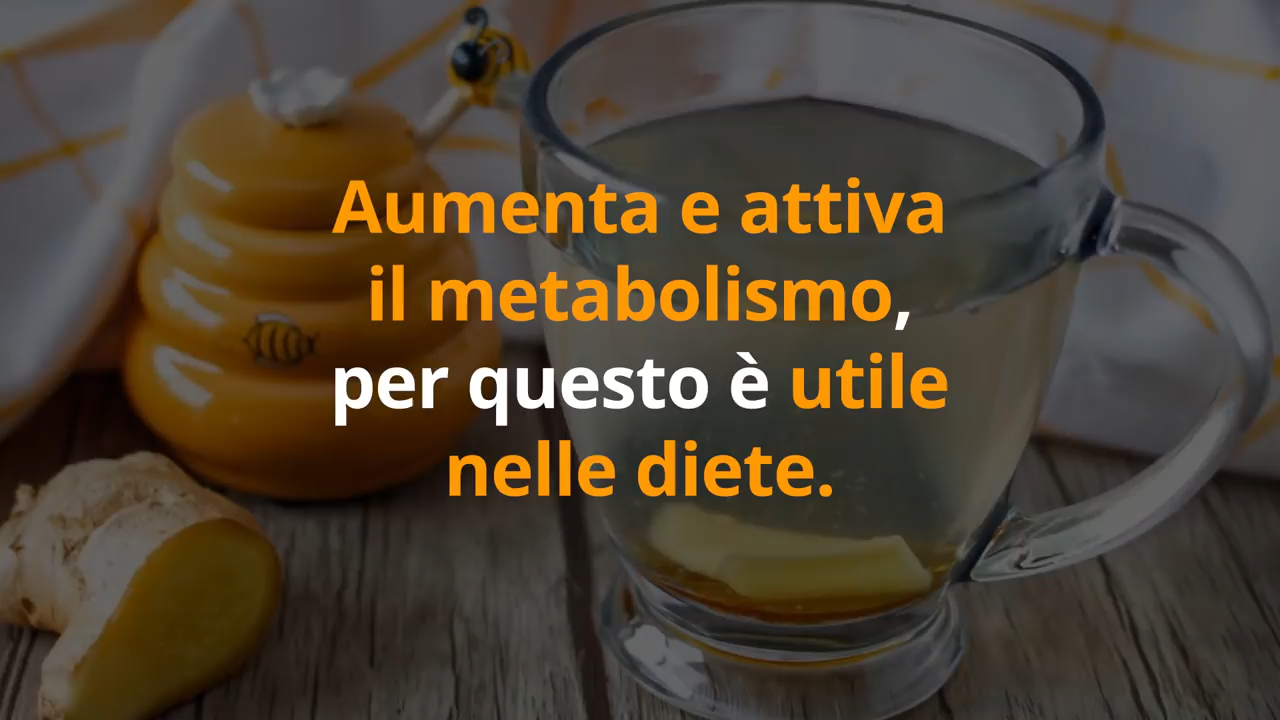 Aumenta e attiva
il metabolismo,
per questo è utile
nelle diete.